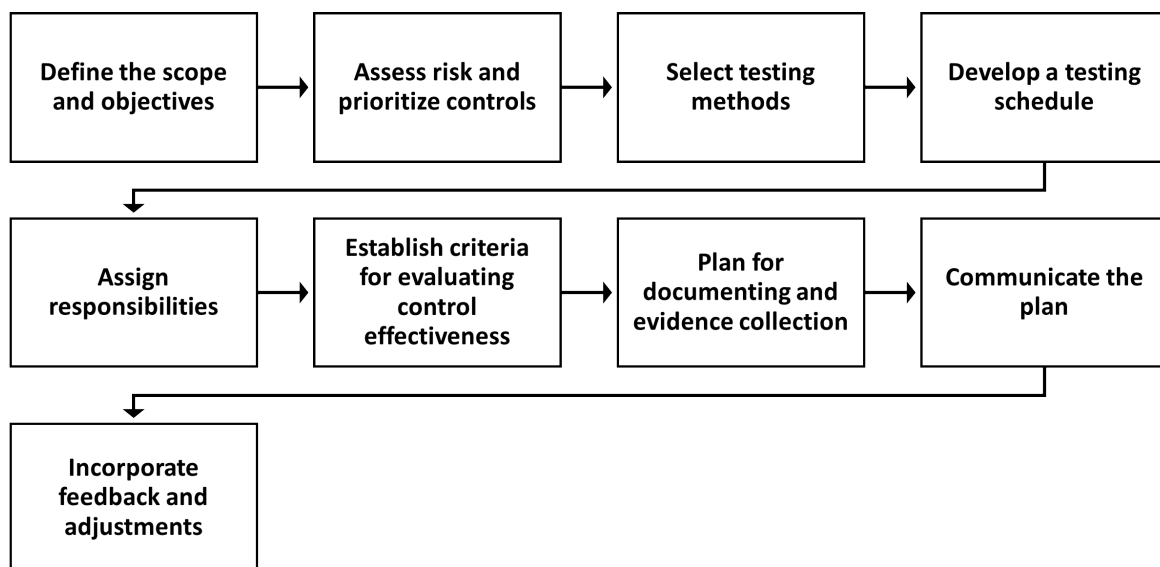 Define the scope
and objectives
Assess risk and
prioritize controls
Select testing
methods
Develop a testing
schedule
Assign
responsibilities
Establish criteria
for evaluating
control
effectiveness
Plan for
documenting and
evidence collection
Communicate the
plan
Incorporate
feedback and
adjustments